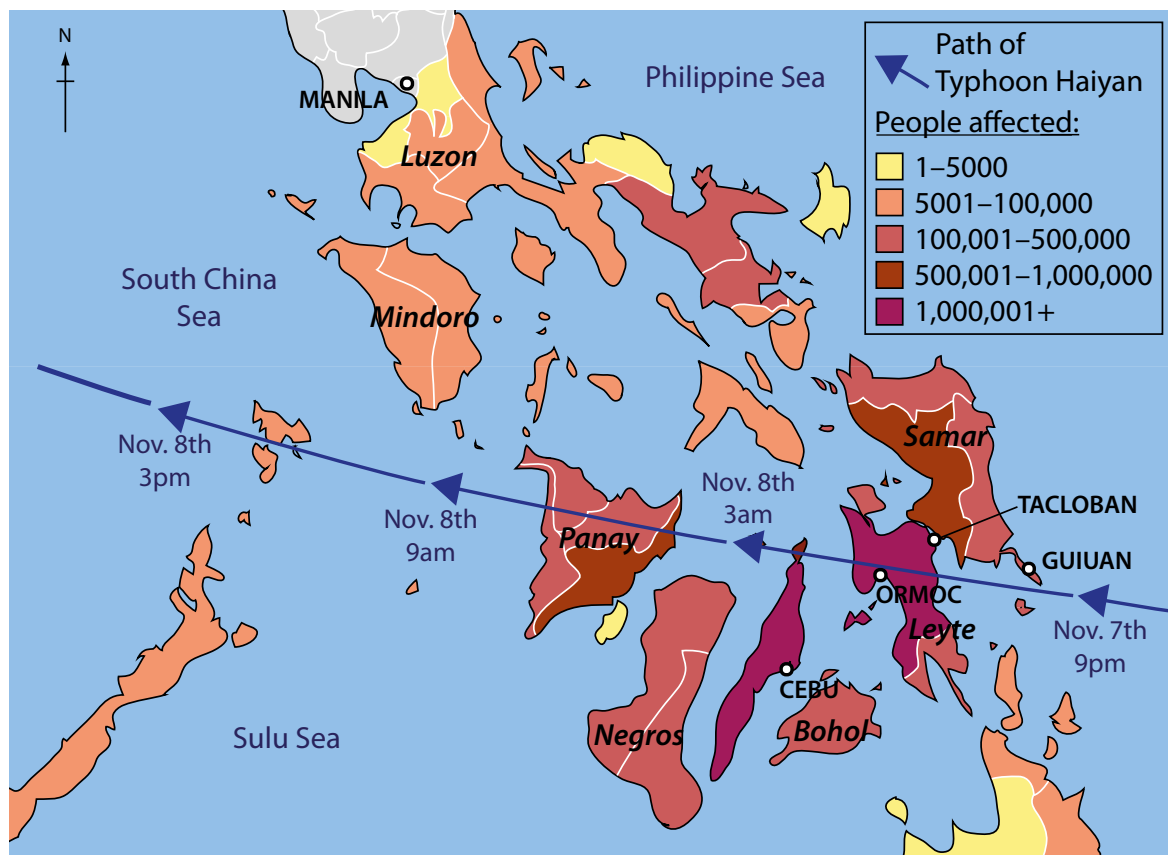 N
MANILA
Philippine Sea
Path of
Typhoon Haiyan
People affected:
1–5000
5001–100,000
100,001–500,000
500,001–1,000,000
1,000,001+
Luzon
South China
Sea
Mindoro
Nov. 8th
3pm
Nov. 8th
9am
Nov. 8th
3am
Samar
TACLOBAN
Panay
GUIUAN
ORMOC
Leyte
Nov. 7th
9pm
CEBU
Negros
Bohol
Sulu Sea